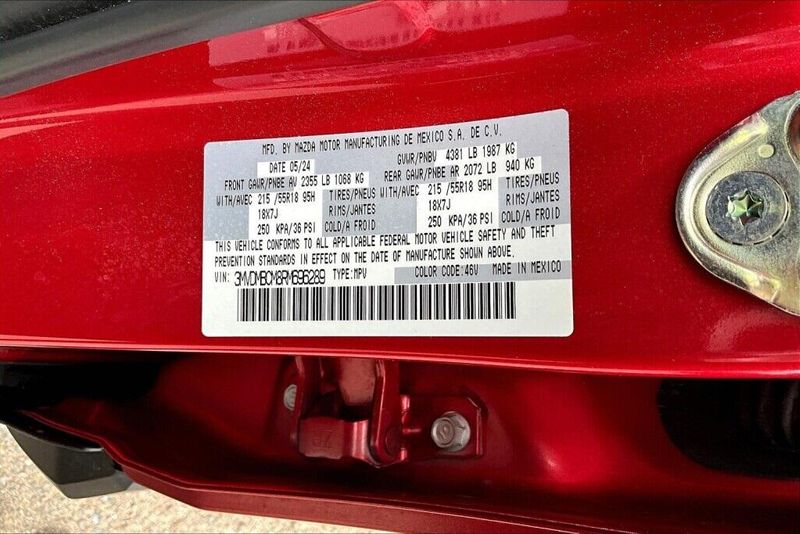 MFD. BY MAZDA MOTOR MANUFACTURING DE MEXICO S.A. DE C.V.
DATE 05/24 GVWR/PNBV 4381 LB 1987 KG
FRONT GAWR/PNBE AV 2355 LB 1068 KG REAR GAWR/PNBE AR 2072 LB 940 KG
WITH/AVEC 215 /55R18 95H TIRES/PNEUS WITH/AVEC 215 /55R18 95H TIRES/PNEUS
18X7J RIMS/JANTES 18X7J RIMS/JANTES
250 KPA/36 PSI COLD/A FROID 250 KPA/36 PSI COLD/A FROID
THIS VEHICLE CONFORMS TO ALL APPLICABLE FEDERAL MOTOR VEHICLE SAFETY AND THEFT
PREVENTION STANDARDS IN EFFECT ON THE DATE OF MANUFACTURE SHOWN ABOVE.
VIN: 3MVDMBCM8RM696289 TYPE:MPV COLOR CODE:46V MADE IN MEXICO